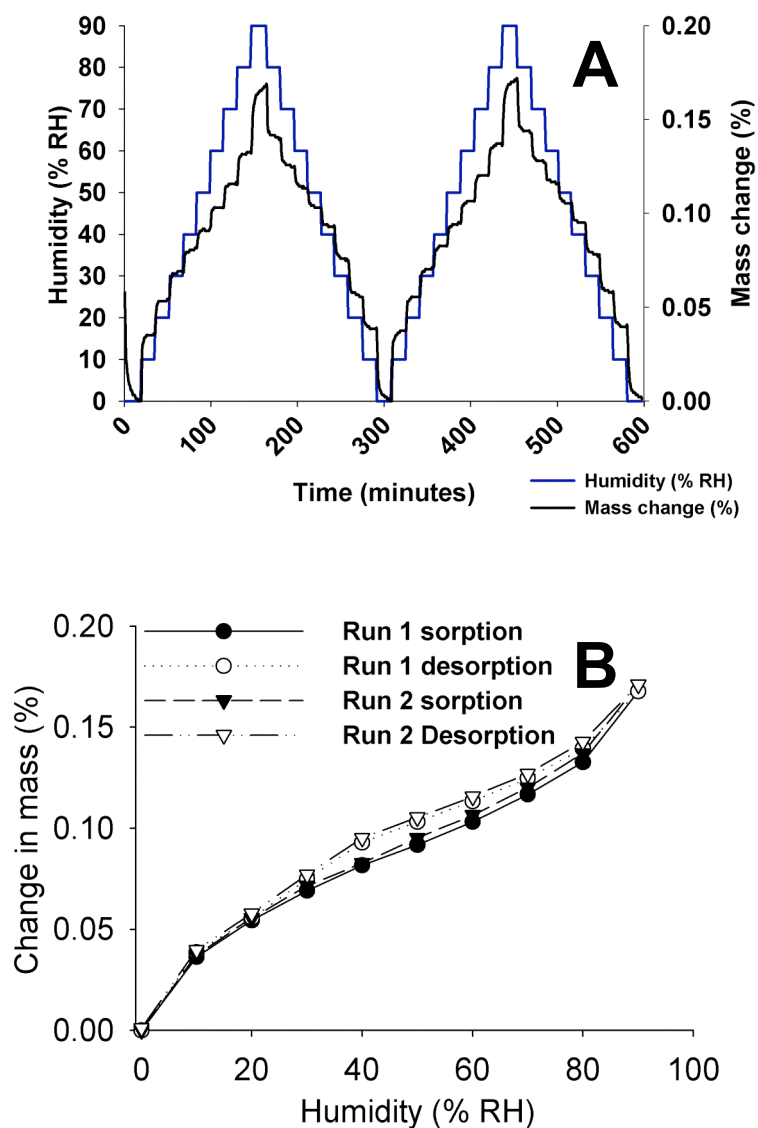 A
Humidity (% RH)
90
80
70
60
50
40
30
20
10
0
Mass change (%)
0.20
0.15
0.10
0.05
0.00
0
100
200
300
400
500
600
Time (minutes)
Humidity (% RH)
Mass change (%)
B
Run 1 sorption
Run 1 desorption
Run 2 sorption
Run 2 Desorption
Change in mass (%)
0.20
0.15
0.10
0.05
0.00
0
20
40
60
80
100
Humidity (% RH)